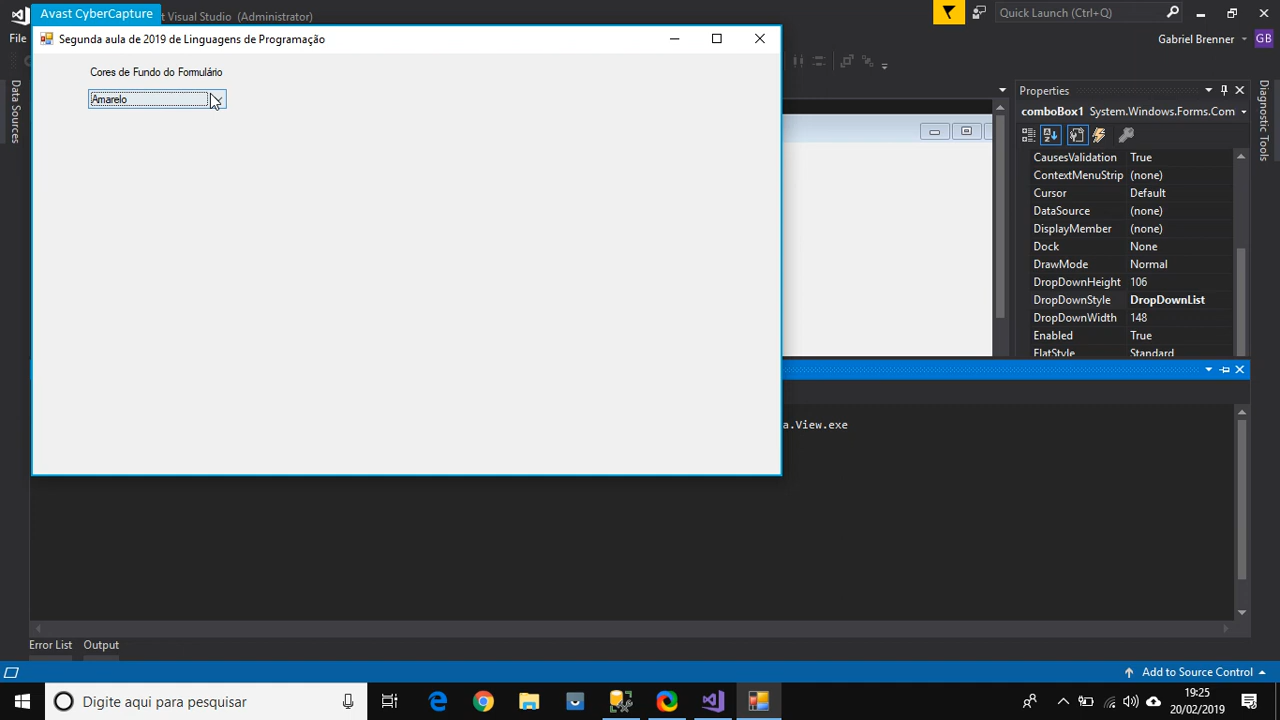 Avast CyberCapture
t Visual Studio (Administrator)
Quick Launch (Ctrl+Q)
Segunda aula de 2019 de Linguagens de Programação
File
Gabriel Brenner
GB
Cores de Fundo do Formulário
Amarelo
Data Sources
Properties
comboBox1 System.Windows.Forms.Com
CausesValidation True
ContextMenuStrip (none)
Cursor Default
DataSource (none)
DisplayMember (none)
Dock None
DrawMode Normal
DropDownHeight 106
DropDownStyle DropDownList
DropDownWidth 148
Enabled True
FlatStyle Standard
Diagnostic Tools
a.View.exe
Error List Output
Add to Source Control
Digite aqui para pesquisar
19:25
20/02/2019